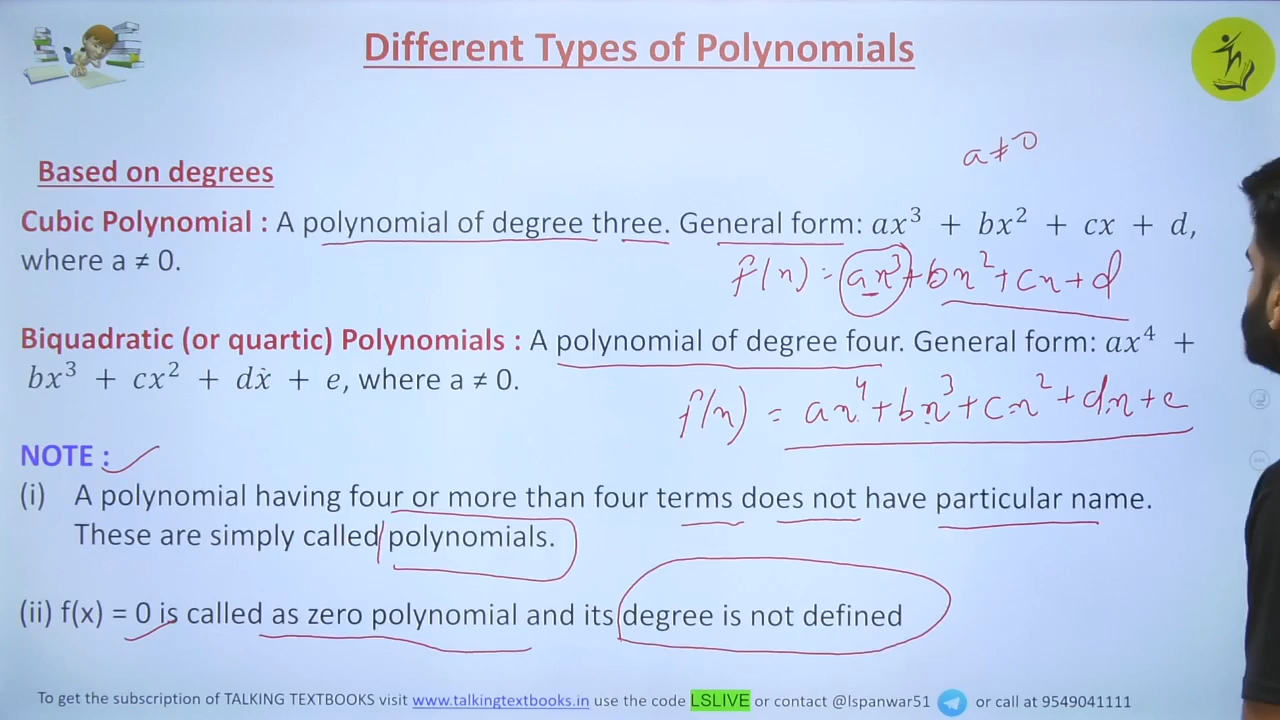 Different Types of Polynomials
a ≠ 0
Based on degrees
Cubic Polynomial : A polynomial of degree three. General form: ax³ + bx² + cx + d,
where a ≠ 0.
f(x) = ax³ + bx² + cx + d
Biquadratic (or quartic) Polynomials : A polynomial of degree four. General form: ax⁴ +
bx³ + cx² + dx + e, where a ≠ 0.
f(x) = ax⁴ + bx³ + cx² + dx + e
NOTE :
(i) A polynomial having four or more than four terms does not have particular name.
These are simply called polynomials.
(ii) f(x) = 0 is called as zero polynomial and its degree is not defined
To get the subscription of TALKING TEXTBOOKS visit www.talkingtextbooks.in use the code LSLIVE or contact @lspanwar51 or call at 9549041111